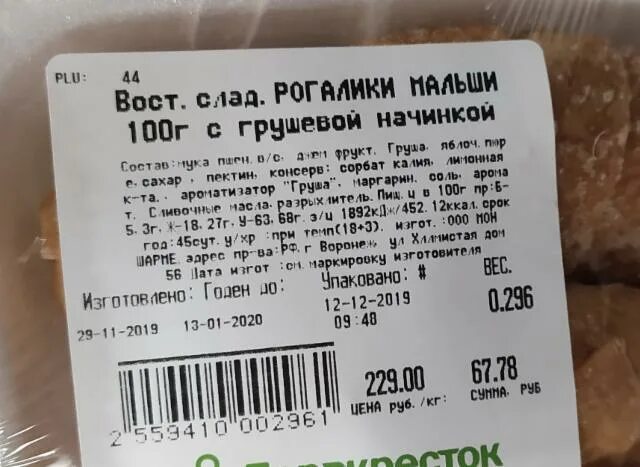 PLU: 44
Вост. слад. РОГАЛИКИ МАЛЫШИ
100г с грушевой начинкой
Состав:мука пшен. в/с. джем фрукт. Груша. яблоч. пюр
е, сахар , пектин, консерв: сорбат калия, лимонная
к-та. , ароматизатор "Груша". маргарин. соль. арома
т. Сливочные масла. разрыхлитель. Пищ. ц в 100г пр:Б-
5, 3г. Ж-18, 27г. У-63, 68г. э/ц 1892кДж/452. 12ккал. срок
год :45сут. у/хр :при темп(18+3). изгот. :ООО МОН
ШАРМЕ. адрес пр-ва:РФ, г Воронеж, ул Холмистая дом
56 Дата изгот :см. маркировку изготовителя
Изготовлено: Годен до: Упаковано: # ВЕС.
29-11-2019 13-01-2020 12-12-2019 0.296
09:48
229.00 67.78
ЦЕНА РУБ. /КГ: СУММА. РУБ
2 559410 002961
Перекресток